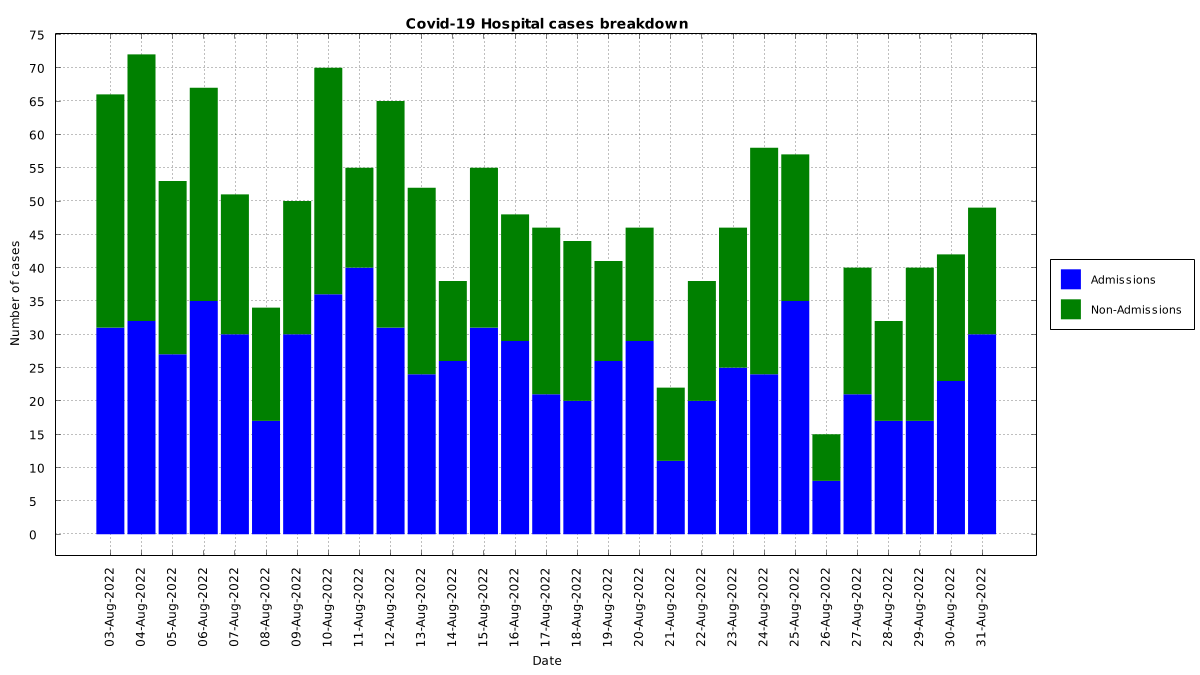 Covid-19 Hospital cases breakdown
75
70
65
60
55
50
45
40
35
30
25
20
15
10
5
0
Number of cases
Admissions
Non-Admissions
03-Aug-2022
04-Aug-2022
05-Aug-2022
06-Aug-2022
07-Aug-2022
08-Aug-2022
09-Aug-2022
10-Aug-2022
11-Aug-2022
12-Aug-2022
13-Aug-2022
14-Aug-2022
15-Aug-2022
16-Aug-2022
17-Aug-2022
18-Aug-2022
19-Aug-2022
20-Aug-2022
21-Aug-2022
22-Aug-2022
23-Aug-2022
24-Aug-2022
25-Aug-2022
26-Aug-2022
27-Aug-2022
28-Aug-2022
29-Aug-2022
30-Aug-2022
31-Aug-2022
Date